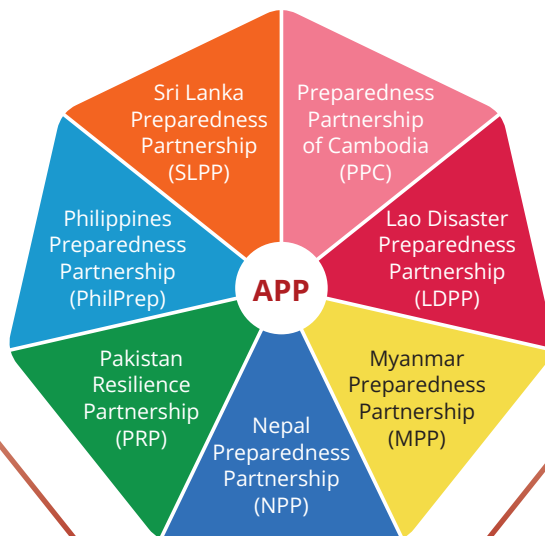 Sri Lanka
Preparedness
Partnership
(SLPP)
Preparedness
Partnership
of Cambodia
(PPC)
Philippines
Preparedness
Partnership
(PhilPrep)
Lao Disaster
Preparedness
Partnership
(LDPP)
APP
Pakistan
Resilience
Partnership
(PRP)
Myanmar
Preparedness
Partnership
(MPP)
Nepal
Preparedness
Partnership
(NPP)